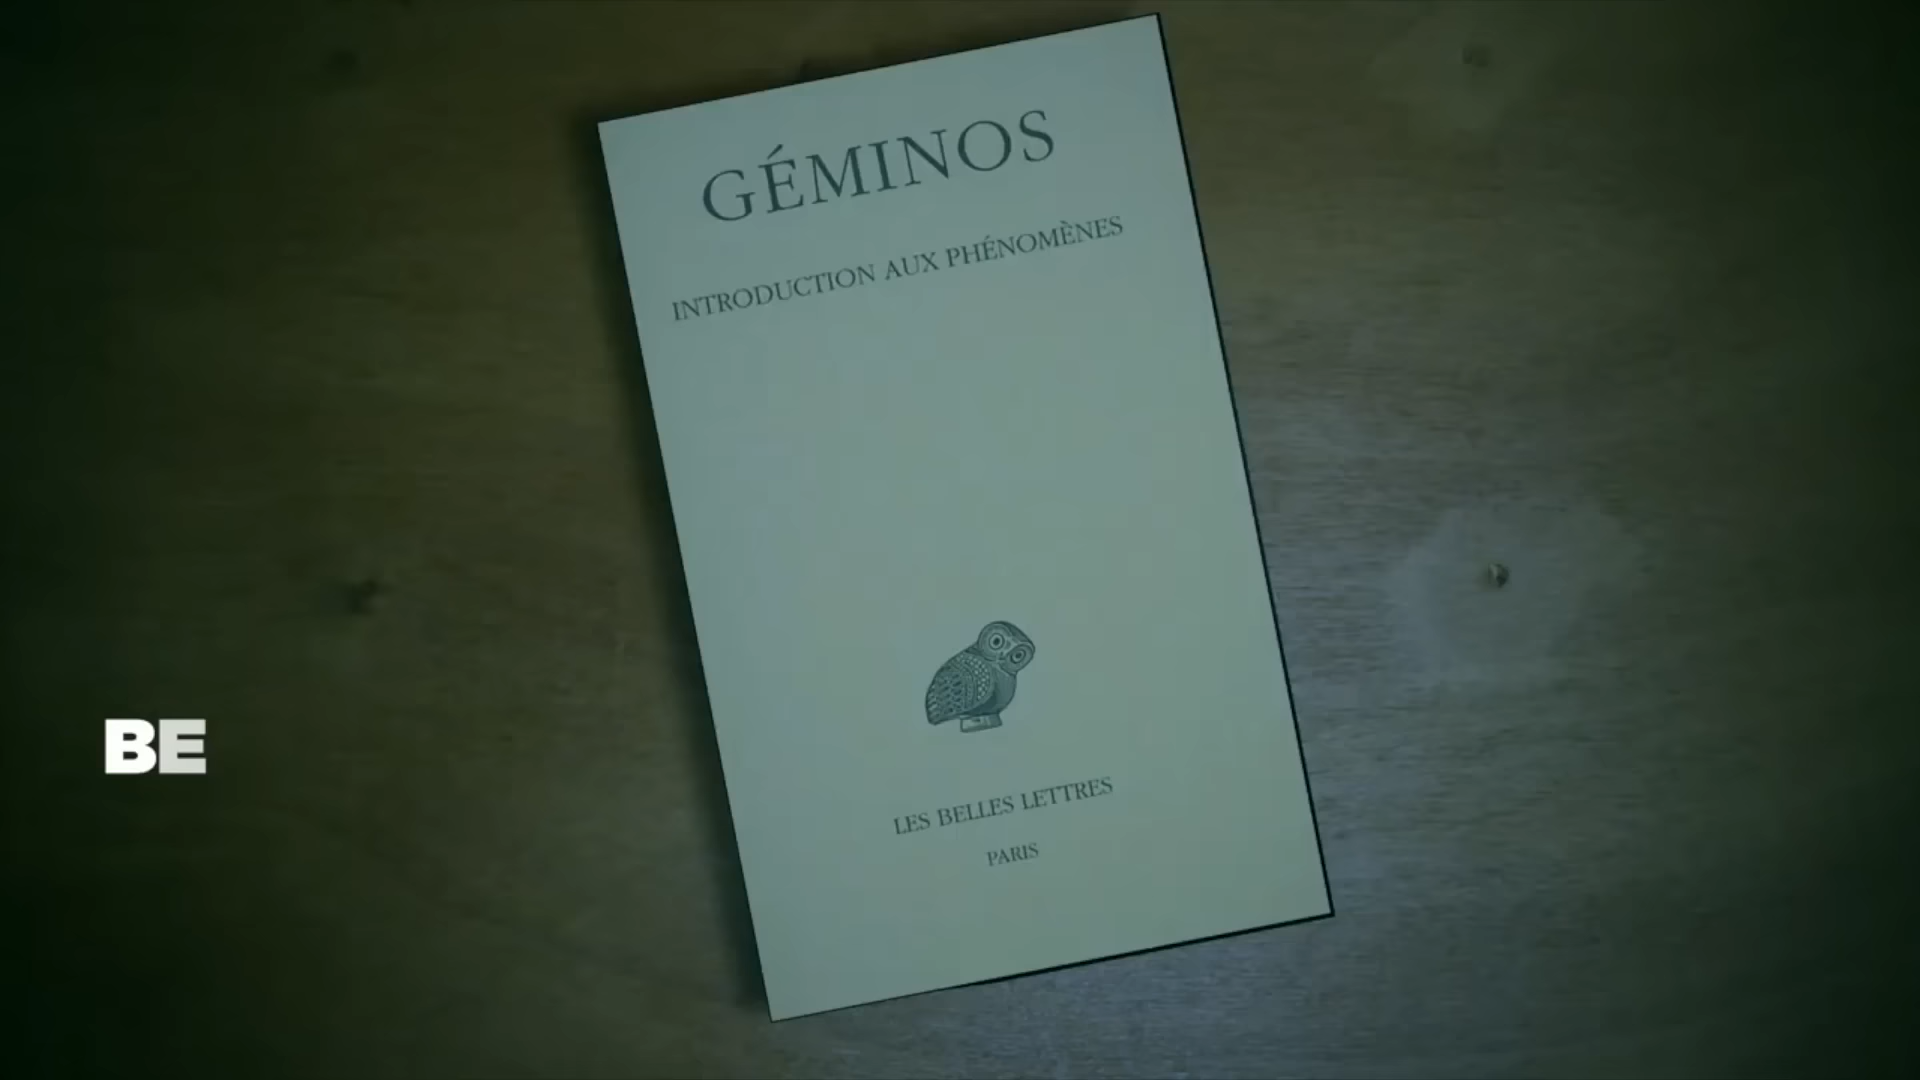 GÉMINOS
INTRODUCTION AUX PHÉNOMÈNES
LES BELLES LETTRES
PARIS
BE